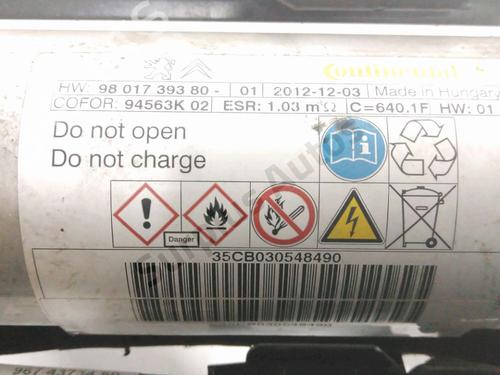 Continental
HW: 98 017 393 80 - 01 2012-12-03 Made in Hungary
COFOR: 94563K 02 ESR: 1.03 mΩ C=640.1F HW: 01
Do not open
Do not charge
Danger
35CB030548490